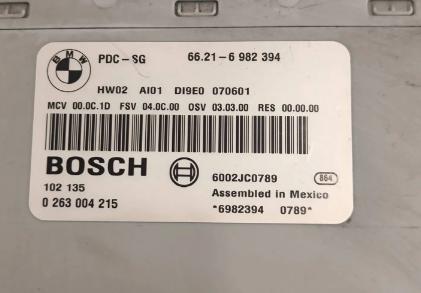 BMW
PDC-SG 66.21-6 982 394
HW02 AI01 DI9E0 070601
MCV 00.0C.1D FSV 04.0C.00 OSV 03.03.00 RES 00.00.00
BOSCH
102 135 6002JC0789 864
0 263 004 215 Assembled in Mexico
*6982394 0789*